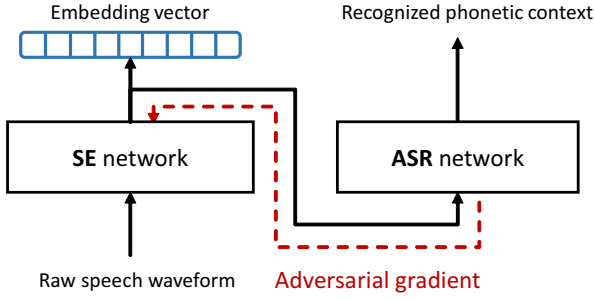 Embedding vector
Recognized phonetic context
SE network
ASR network
Raw speech waveform
Adversarial gradient